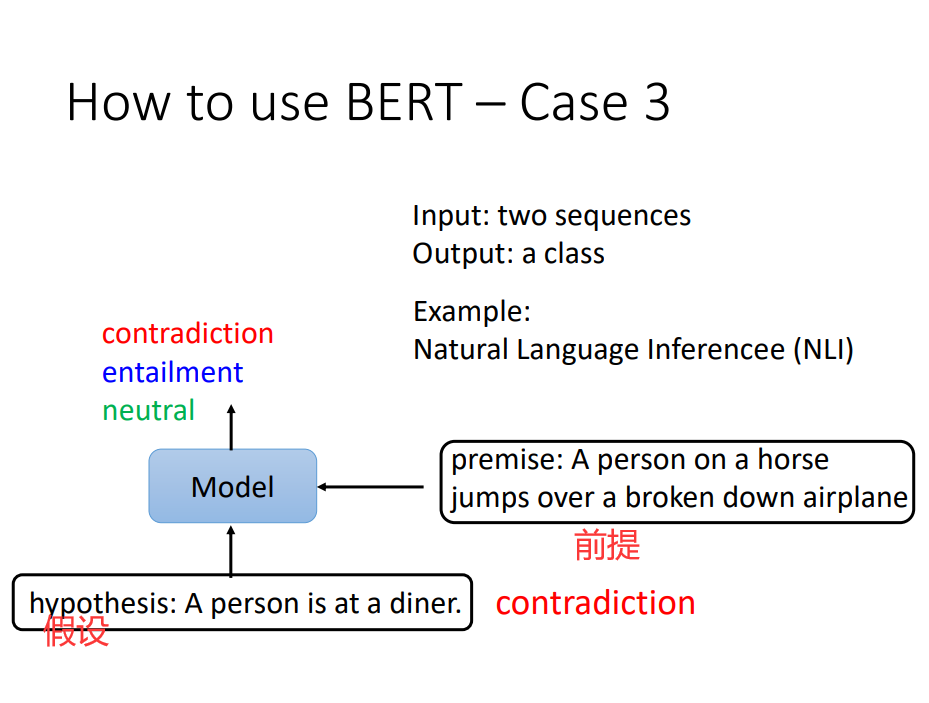 How to use BERT – Case 3
Input: two sequences
Output: a class
Example:
Natural Language Inferencee (NLI)
contradiction
entailment
neutral
Model
premise: A person on a horse
jumps over a broken down airplane
前提
hypothesis: A person is at a diner.
假设
contradiction